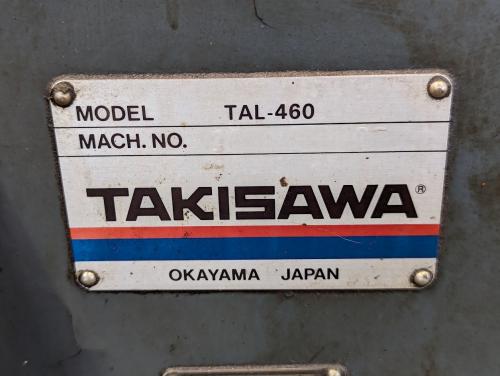 MODEL TAL-460
MACH. NO.
TAKISAWA®
OKAYAMA JAPAN